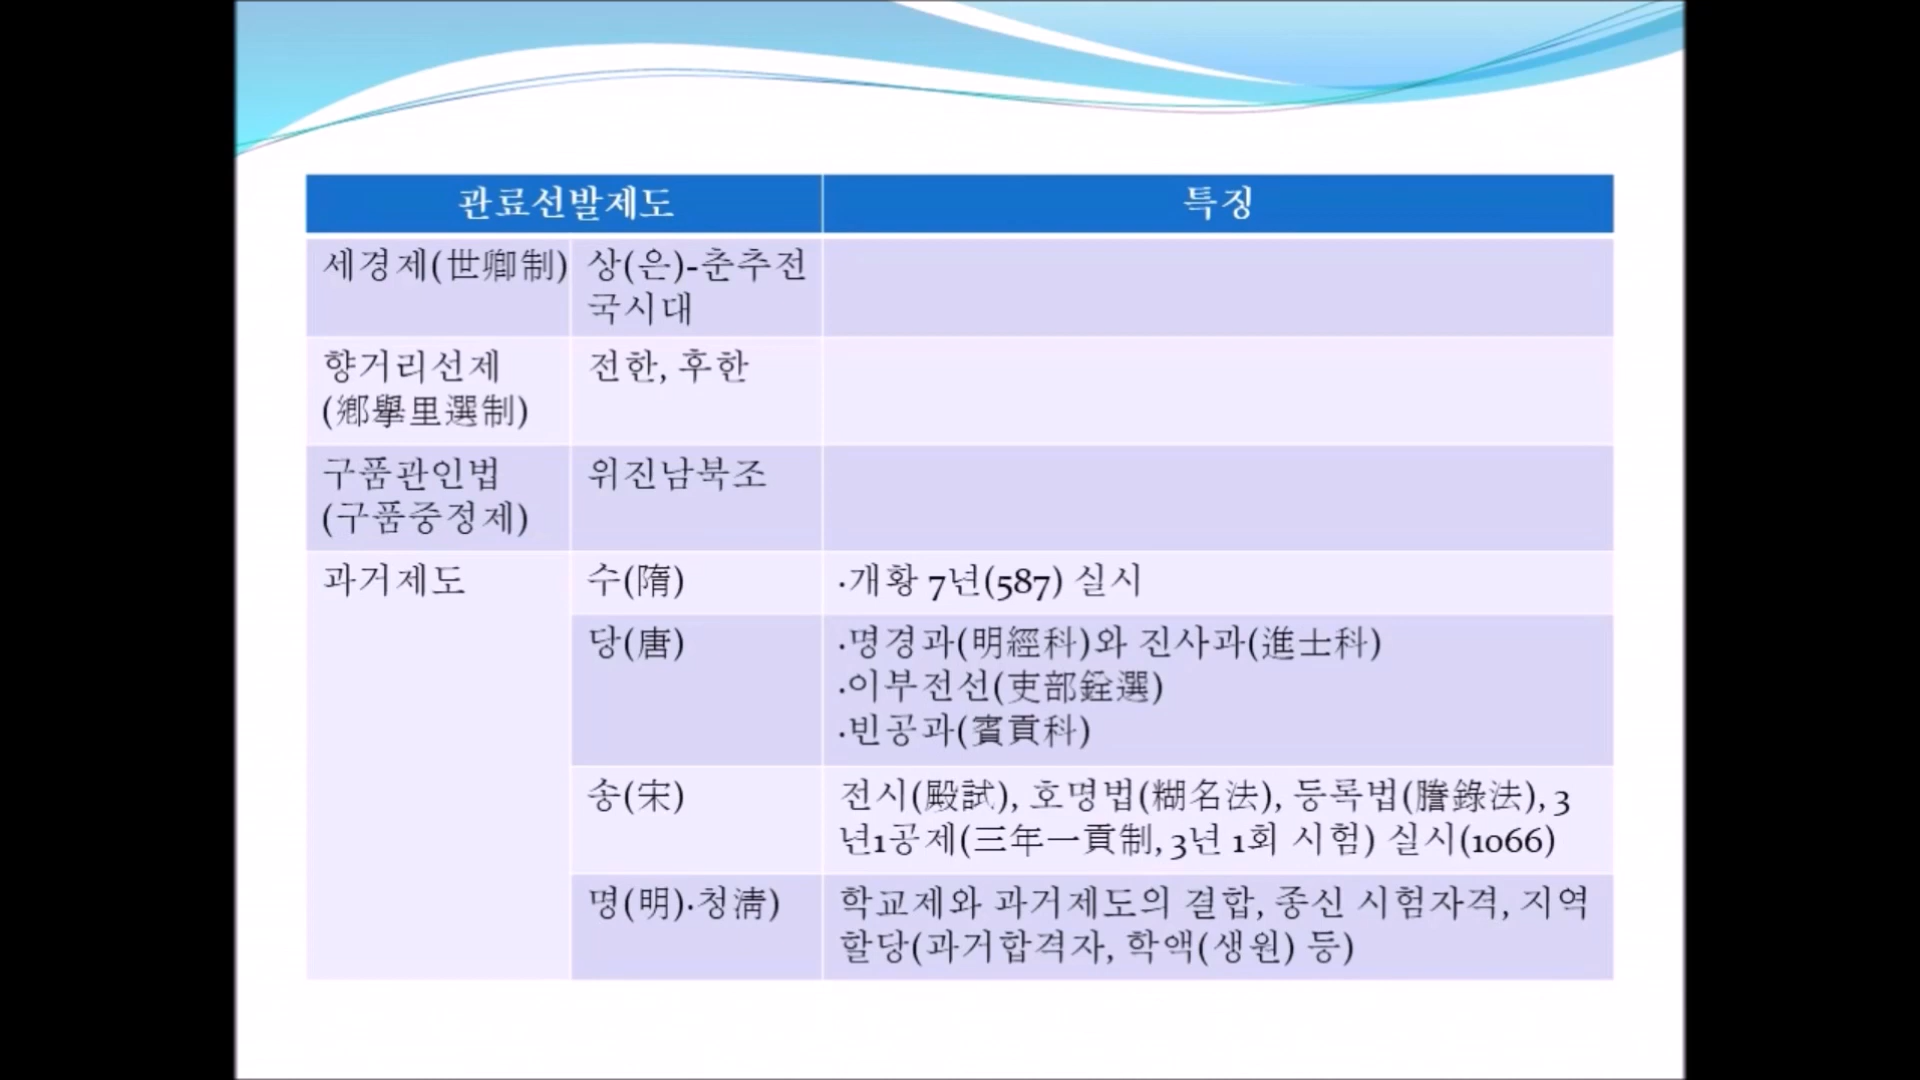 관료선발제도
특징
세경제(世卿制)
상(은)-춘추전
국시대
향거리선제
(鄕擧里選制)
전한, 후한
구품관인법
(구품중정제)
위진남북조
과거제도
수(隋)
·개황 7년(587) 실시
당(唐)
·명경과(明經科)와 진사과(進士科)
·이부전선(吏部銓選)
·빈공과(賓貢科)
송(宋)
전시(殿試), 호명법(糊名法), 등록법(謄錄法), 3
년1공제(三年一貢制, 3년 1회 시험) 실시(1066)
명(明)·청淸)
학교제와 과거제도의 결합, 종신 시험자격, 지역
할당(과거합격자, 학액(생원) 등)